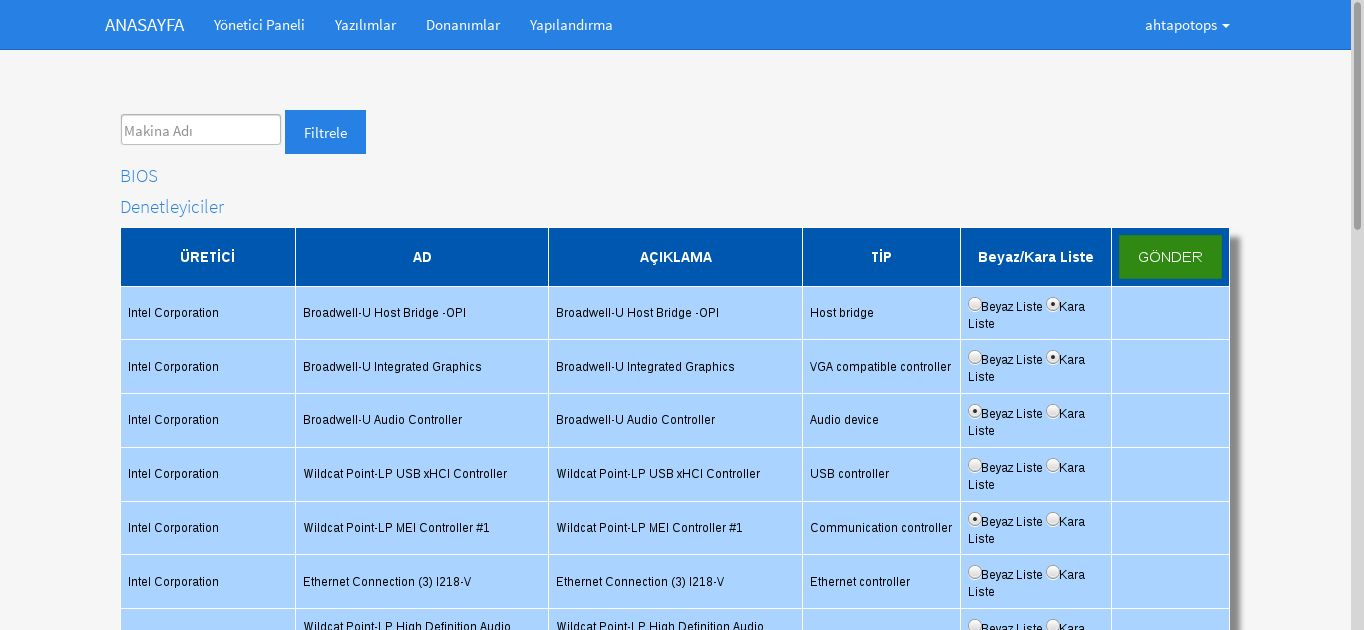 ANASAYFA Yönetici Paneli Yazılımlar Donanımlar Yapılandırma ahtapotops
Makina Adı Filtrele
BIOS
Denetleyiciler
ÜRETİCİ AD AÇIKLAMA TİP Beyaz/Kara Liste GÖNDER
Intel Corporation Broadwell-U Host Bridge -OPI Broadwell-U Host Bridge -OPI Host bridge Beyaz Liste Kara
Liste
Intel Corporation Broadwell-U Integrated Graphics Broadwell-U Integrated Graphics VGA compatible controller Beyaz Liste Kara
Liste
Intel Corporation Broadwell-U Audio Controller Broadwell-U Audio Controller Audio device Beyaz Liste Kara
Liste
Intel Corporation Wildcat Point-LP USB xHCI Controller Wildcat Point-LP USB xHCI Controller USB controller Beyaz Liste Kara
Liste
Intel Corporation Wildcat Point-LP MEI Controller #1 Wildcat Point-LP MEI Controller #1 Communication controller Beyaz Liste Kara
Liste
Intel Corporation Ethernet Connection (3) I218-V Ethernet Connection (3) I218-V Ethernet controller Beyaz Liste Kara
Liste
Wildcat Point-LP High Definition Audio Wildcat Point-LP High Definition Audio Beyaz Liste Kara